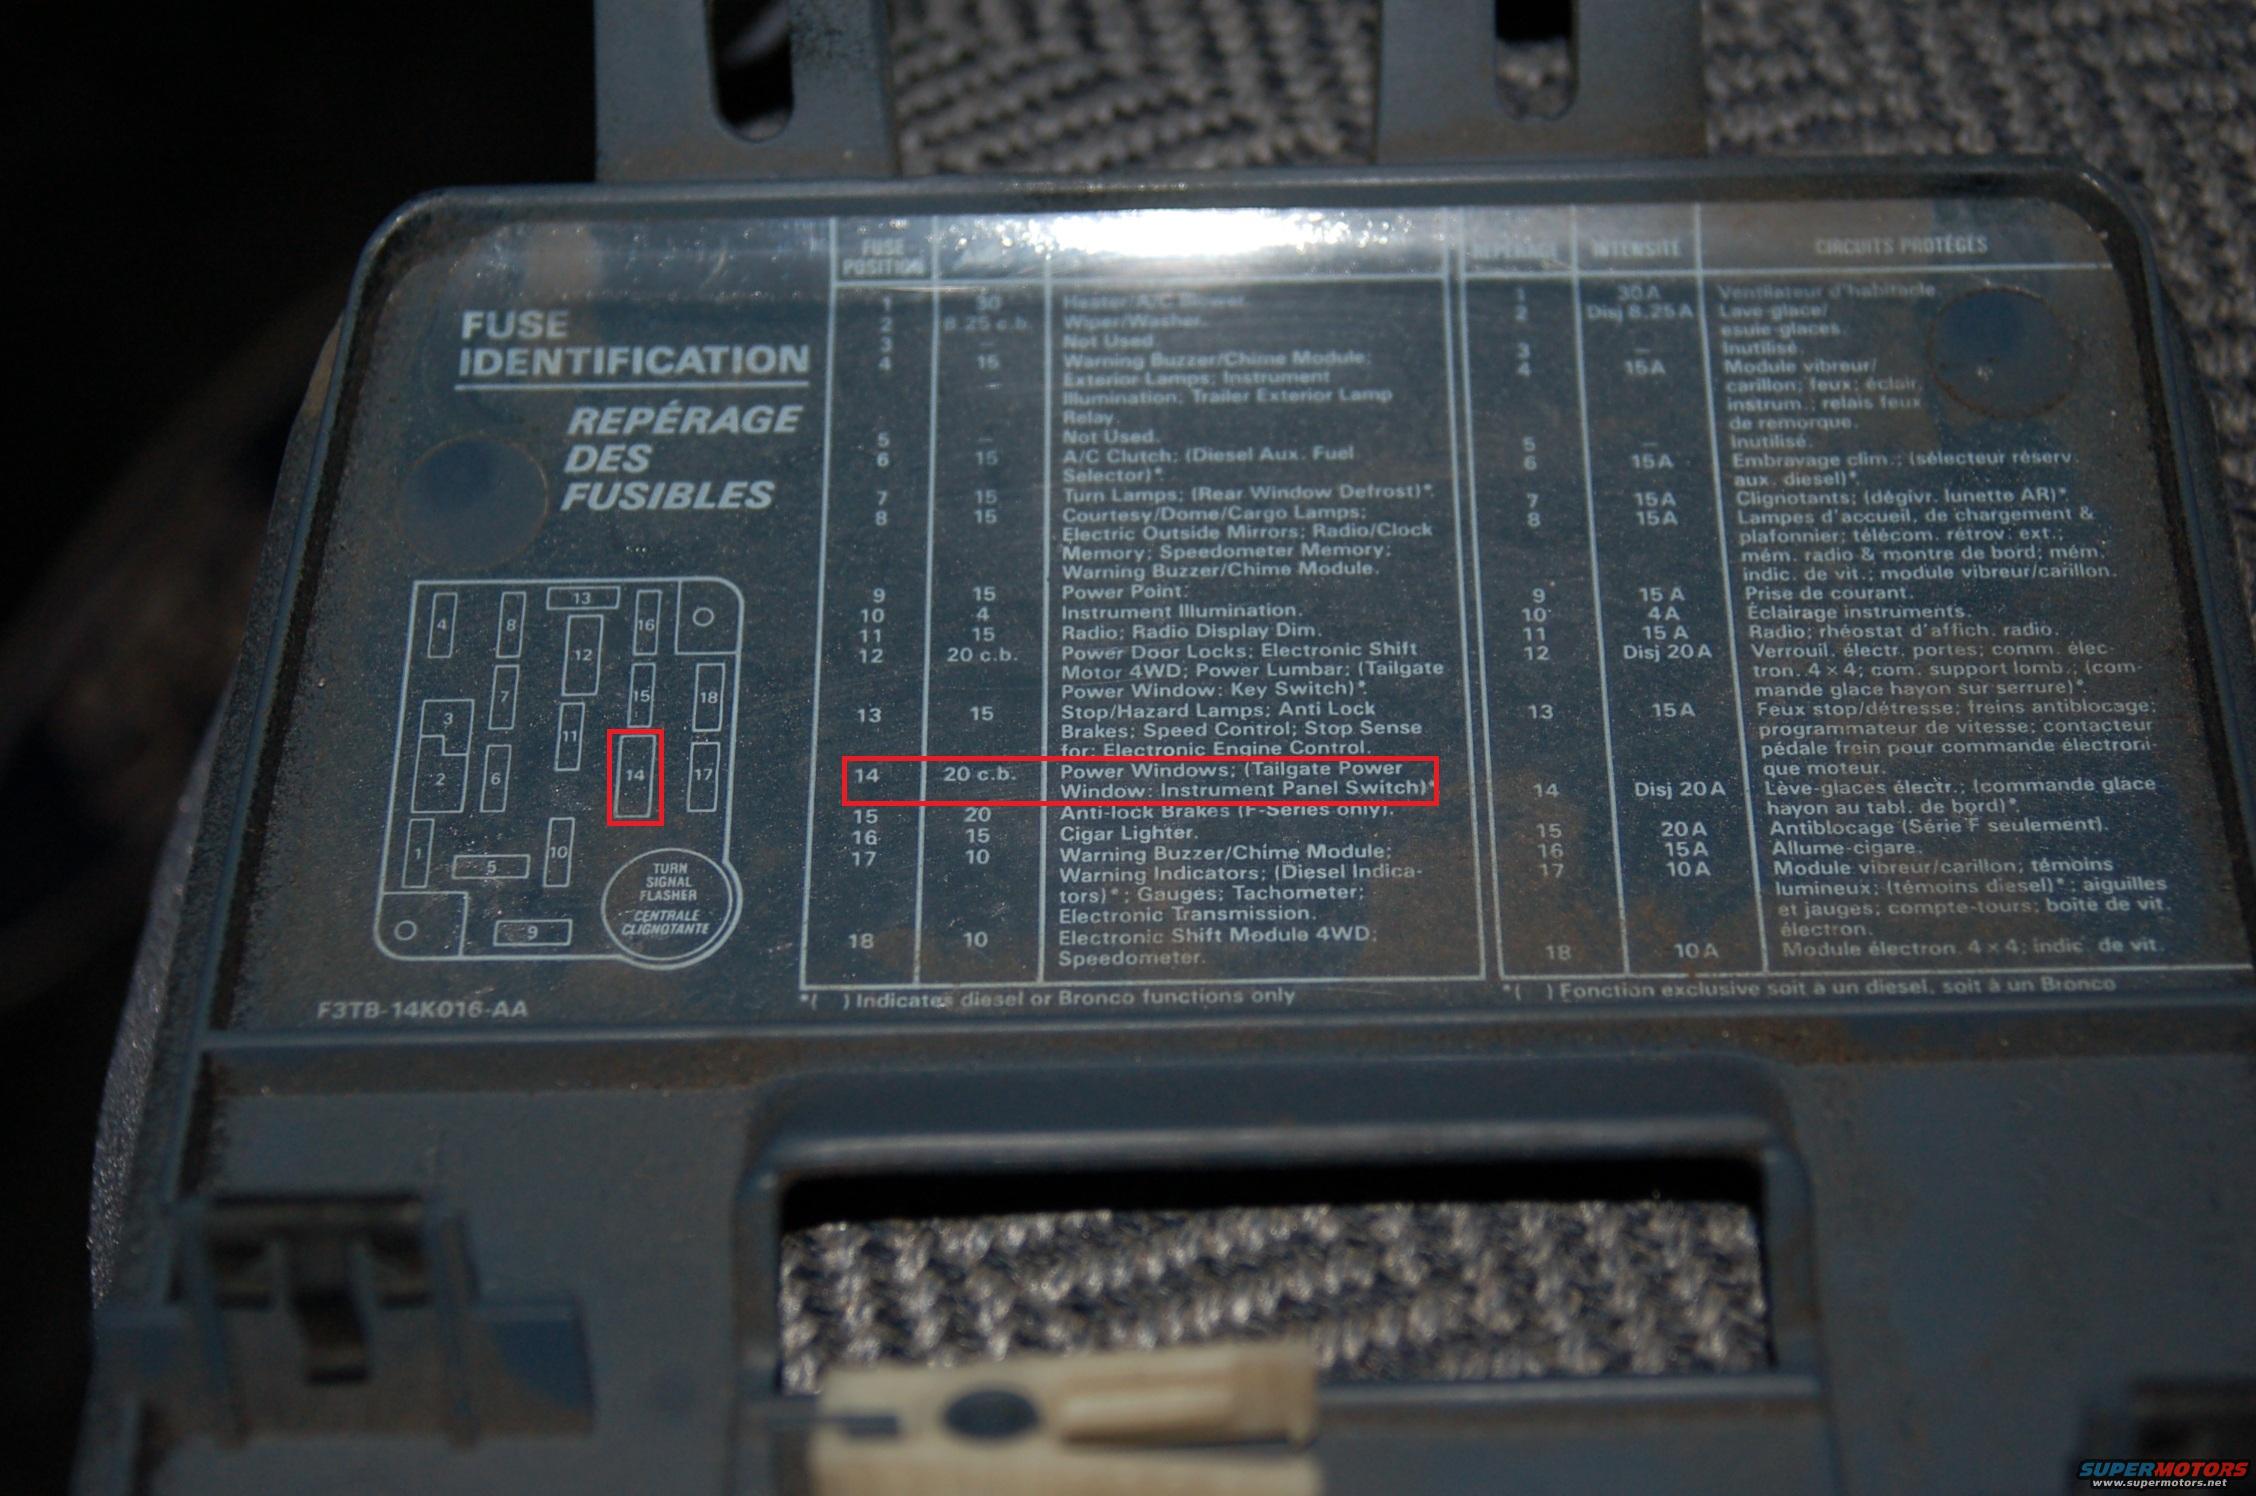 FUSE
IDENTIFICATION
REPÉRAGE
DES
FUSIBLES
4
8
13
16
12
7
15
18
3
11
14
17
2
6
1
5
10
9
TURN
SIGNAL
FLASHER
CENTRALE
CLIGNOTANTE
F3TB-14K016-AA
FUSE
POSITION
1 30 Heater/A/C Blower.
2 8.25 c.b. Wiper/Washer.
3 – Not Used
4 15 Warning Buzzer/Chime Module;
Exterior Lamps; Instrument
Illumination; Trailer Exterior Lamp
Relay.
5 – Not Used.
6 15 A/C Clutch; (Diesel Aux. Fuel
Selector)*.
7 15 Turn Lamps; (Rear Window Defrost)*.
8 15 Courtesy/Dome/Cargo Lamps;
Electric Outside Mirrors; Radio/Clock
Memory; Speedometer Memory;
Warning Buzzer/Chime Module.
9 15 Power Point.
10 4 Instrument Illumination.
11 15 Radio; Radio Display Dim.
12 20 c.b. Power Door Locks; Electronic Shift
Motor 4WD; Power Lumbar; (Tailgate
Power Window: Key Switch)*.
13 15 Stop/Hazard Lamps; Anti Lock
Brakes; Speed Control; Stop Sense
for: Electronic Engine Control.
14 20 c.b. Power Windows; (Tailgate Power
Window: Instrument Panel Switch)*
15 20 Anti-lock Brakes (F-Series only).
16 15 Cigar Lighter.
17 10 Warning Buzzer/Chime Module;
Warning Indicators; (Diesel Indica-
tors)*; Gauges; Tachometer;
Electronic Transmission.
18 10 Electronic Shift Module 4WD;
Speedometer.
*( ) Indicates diesel or Bronco functions only
REPÉRAGE INTENSITÉ CIRCUITS PROTÉGÉS
1 30 A Ventilateur d'habitacle.
2 Disj 8.25 A Lave-glace/
essuie-glaces.
3 – Inutilisé.
4 15 A Module vibreur/
carillon; feux; éclair.
instrum.; relais feux
de remorque.
5 – Inutilisé.
6 15 A Embravage clim.; (sélecteur réserv.
aux. diesel)*.
7 15 A Clignotants; (dégivr. lunette AR)*.
8 15 A Lampes d'accueil, de chargement &
plafonnier; télécom. rétrov. ext.;
mém. radio & montre de bord; mém.
indic. de vit.; module vibreur/carillon.
9 15 A Prise de courant.
10 4 A Éclairage instruments.
11 15 A Radio; rhéostat d'affich. radio.
12 Disj 20 A Verrouil. électr. portes; comm. élec-
tron. 4 × 4; com. support lomb.; (com-
mande glace hayon sur serrure)*.
13 15 A Feux stop/détresse; freins antiblocage;
programmateur de vitesse; contacteur
pédale frein pour commande électroni-
que moteur.
14 Disj 20 A Lève-glaces électr.; (commande glace
hayon au tabl. de bord)*.
15 20 A Antiblocage (Série F seulement).
16 15 A Allume-cigare.
17 10 A Module vibreur/carillon; témoins
lumineux; (témoins diesel)*; aiguilles
et jauges; compte-tours; boîte de vit.
électron.
18 10 A Module électron. 4 × 4; indic. de vit.
*( ) Fonction exclusive soit à un diesel, soit à un Bronco
SUPERMOTORS
www.supermotors.net